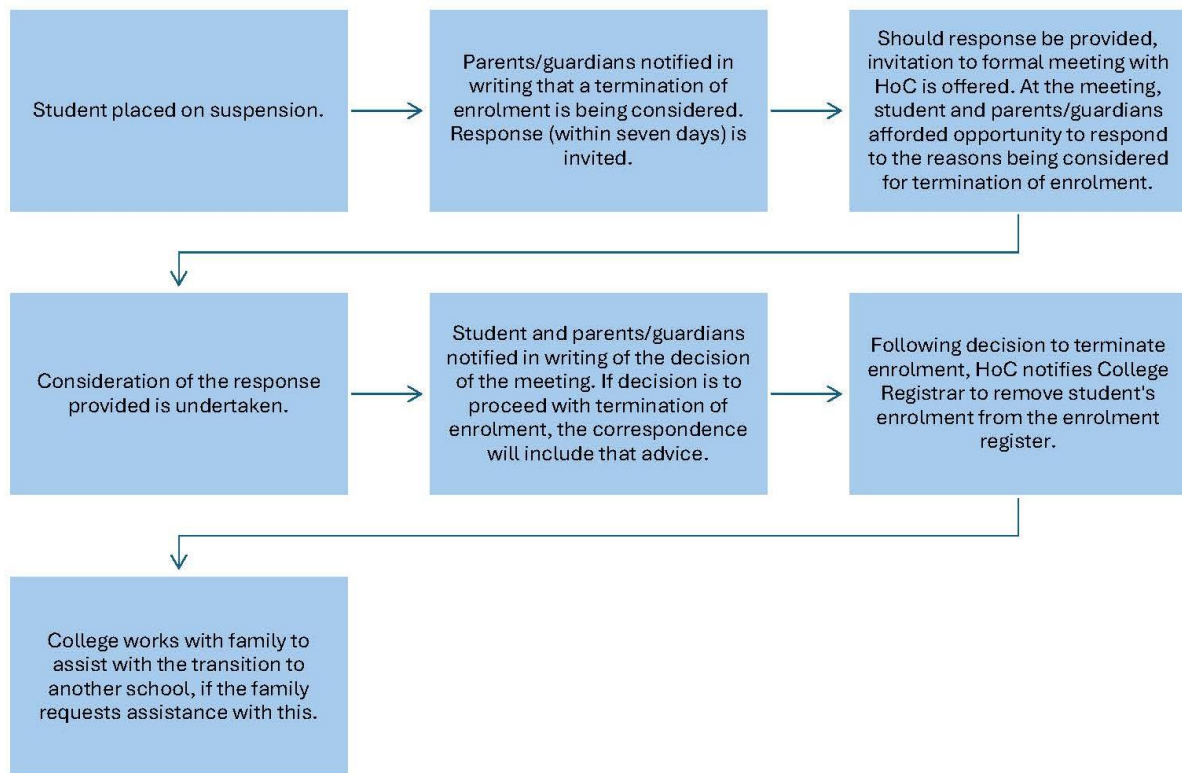 Student placed on suspension.
Parents/guardians notified in
writing that a termination of
enrolment is being considered.
Response (within seven days) is
invited.
Should response be provided,
invitation to formal meeting with
HoC is offered. At the meeting,
student and parents/guardians
afforded opportunity to respond
to the reasons being considered
for termination of enrolment.
Consideration of the response
provided is undertaken.
Student and parents/guardians
notified in writing of the decision
of the meeting. If decision is to
proceed with termination of
enrolment, the correspondence
will include that advice.
Following decision to terminate
enrolment, HoC notifies College
Registrar to remove student's
enrolment from the enrolment
register.
College works with family to
assist with the transition to
another school, if the family
requests assistance with this.